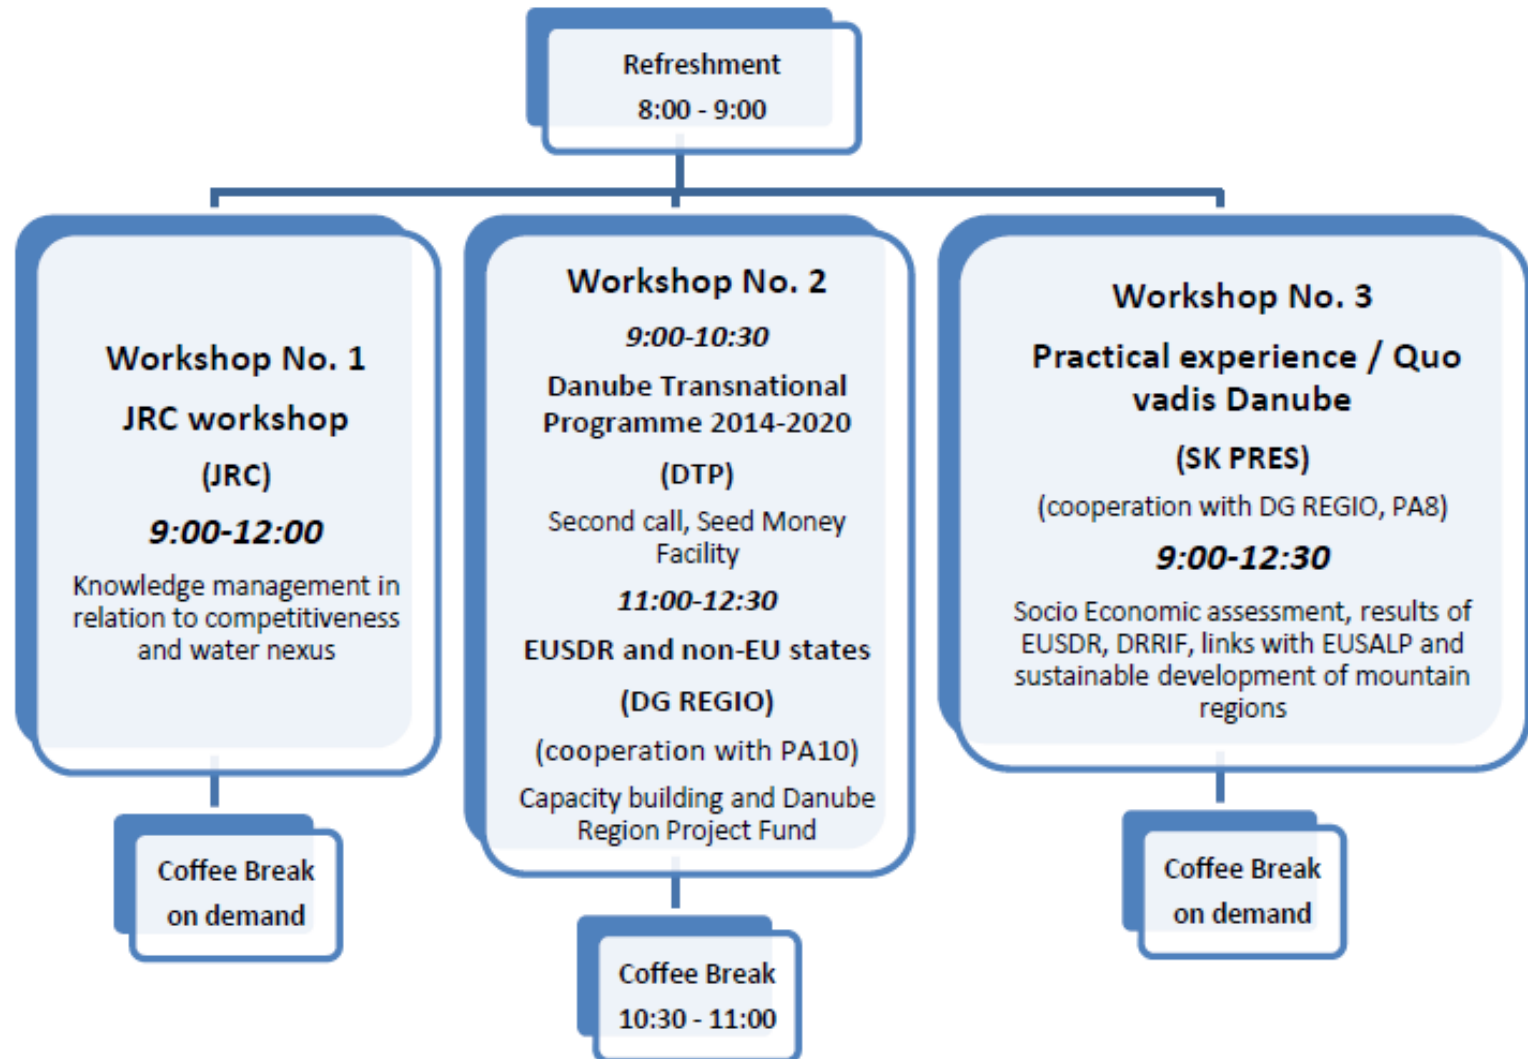 Refreshment
8:00 - 9:00
Workshop No. 1
JRC workshop
(JRC)
9:00-12:00
Knowledge management in
relation to competitiveness
and water nexus
Coffee Break
on demand
Workshop No. 2
9:00-10:30
Danube Transnational
Programme 2014-2020
(DTP)
Second call, Seed Money
Facility
11:00-12:30
EUSDR and non-EU states
(DG REGIO)
(cooperation with PA10)
Capacity building and Danube
Region Project Fund
Coffee Break
10:30 - 11:00
Workshop No. 3
Practical experience / Quo
vadis Danube
(SK PRES)
(cooperation with DG REGIO, PA8)
9:00-12:30
Socio Economic assessment, results of
EUSDR, DRRIF, links with EUSALP and
sustainable development of mountain
regions
Coffee Break
on demand